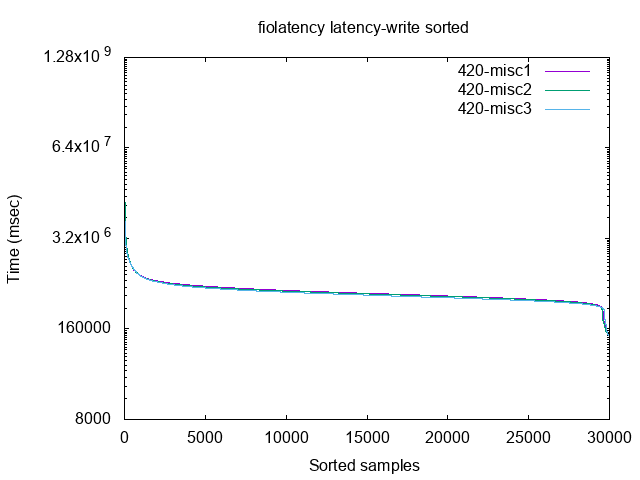 fiolatency latency-write sorted
1.28x10^9
420-misc1
420-misc2
420-misc3
6.4x10^7
3.2x10^6
160000
8000
Time (msec)
0 5000 10000 15000 20000 25000 30000
Sorted samples